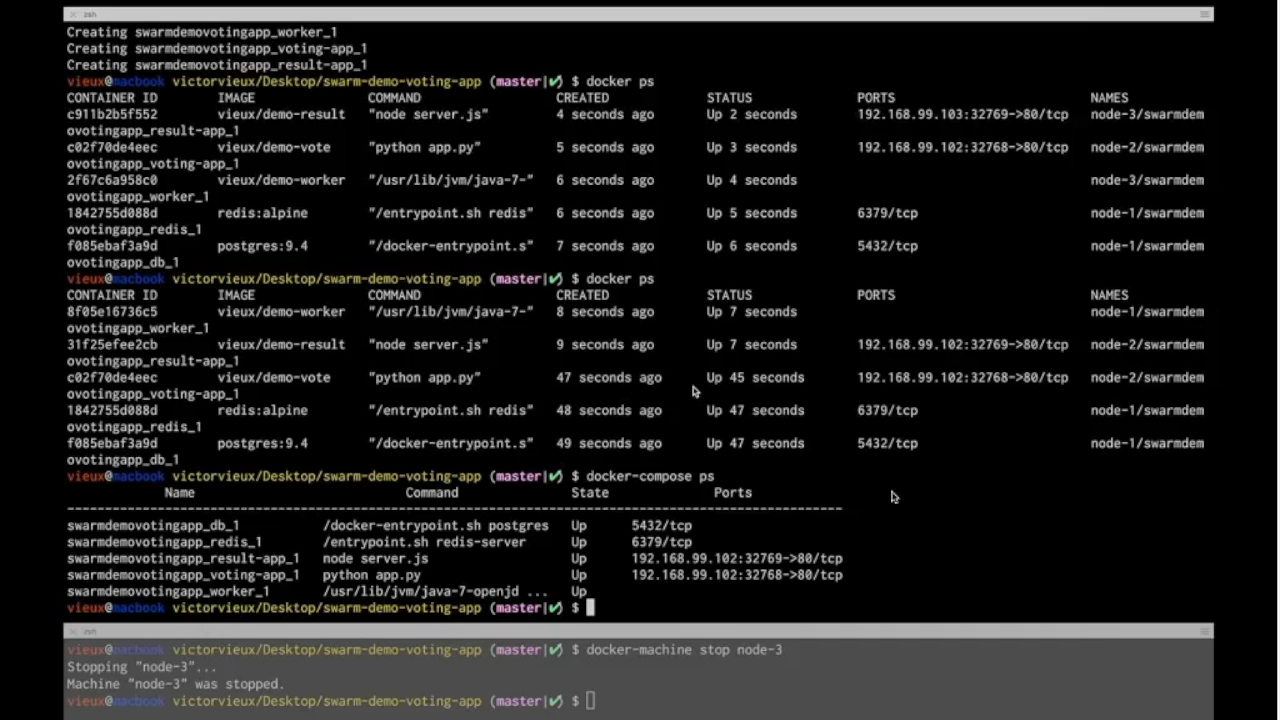 zsh
Creating swarmdemovotingapp_worker_1
Creating swarmdemovotingapp_voting-app_1
Creating swarmdemovotingapp_result-app_1
vieux@macbook victorvieux/Desktop/swarm-demo-voting-app (master|✔) $ docker ps
CONTAINER ID IMAGE COMMAND CREATED STATUS PORTS NAMES
c911b2b5f552 vieux/demo-result "node server.js" 4 seconds ago Up 2 seconds 192.168.99.103:32769->80/tcp node-3/swarmdem
ovotingapp_result-app_1
c02f70de4eec vieux/demo-vote "python app.py" 5 seconds ago Up 3 seconds 192.168.99.102:32768->80/tcp node-2/swarmdem
ovotingapp_voting-app_1
2f67c6a958c0 vieux/demo-worker "/usr/lib/jvm/java-7-" 6 seconds ago Up 4 seconds node-3/swarmdem
ovotingapp_worker_1
1842755d088d redis:alpine "/entrypoint.sh redis" 6 seconds ago Up 5 seconds 6379/tcp node-1/swarmdem
ovotingapp_redis_1
f085ebaf3a9d postgres:9.4 "/docker-entrypoint.s" 7 seconds ago Up 6 seconds 5432/tcp node-1/swarmdem
ovotingapp_db_1
vieux@macbook victorvieux/Desktop/swarm-demo-voting-app (master|✔) $ docker ps
CONTAINER ID IMAGE COMMAND CREATED STATUS PORTS NAMES
8f05e16736c5 vieux/demo-worker "/usr/lib/jvm/java-7-" 8 seconds ago Up 7 seconds node-1/swarmdem
ovotingapp_worker_1
31f25efee2cb vieux/demo-result "node server.js" 9 seconds ago Up 7 seconds 192.168.99.102:32769->80/tcp node-2/swarmdem
ovotingapp_result-app_1
c02f70de4eec vieux/demo-vote "python app.py" 47 seconds ago Up 45 seconds 192.168.99.102:32768->80/tcp node-2/swarmdem
ovotingapp_voting-app_1
1842755d088d redis:alpine "/entrypoint.sh redis" 48 seconds ago Up 47 seconds 6379/tcp node-1/swarmdem
ovotingapp_redis_1
f085ebaf3a9d postgres:9.4 "/docker-entrypoint.s" 49 seconds ago Up 47 seconds 5432/tcp node-1/swarmdem
ovotingapp_db_1
vieux@macbook victorvieux/Desktop/swarm-demo-voting-app (master|✔) $ docker-compose ps
Name Command State Ports
-------------------------------------------------------------------------------------------------------
swarmdemovotingapp_db_1 /docker-entrypoint.sh postgres Up 5432/tcp
swarmdemovotingapp_redis_1 /entrypoint.sh redis-server Up 6379/tcp
swarmdemovotingapp_result-app_1 node server.js Up 192.168.99.102:32769->80/tcp
swarmdemovotingapp_voting-app_1 python app.py Up 192.168.99.102:32768->80/tcp
swarmdemovotingapp_worker_1 /usr/lib/jvm/java-7-openjd ... Up
vieux@macbook victorvieux/Desktop/swarm-demo-voting-app (master|✔) $
zsh
vieux@macbook victorvieux/Desktop/swarm-demo-voting-app (master|✔) $ docker-machine stop node-3
Stopping "node-3"...
Machine "node-3" was stopped.
vieux@macbook victorvieux/Desktop/swarm-demo-voting-app (master|✔) $